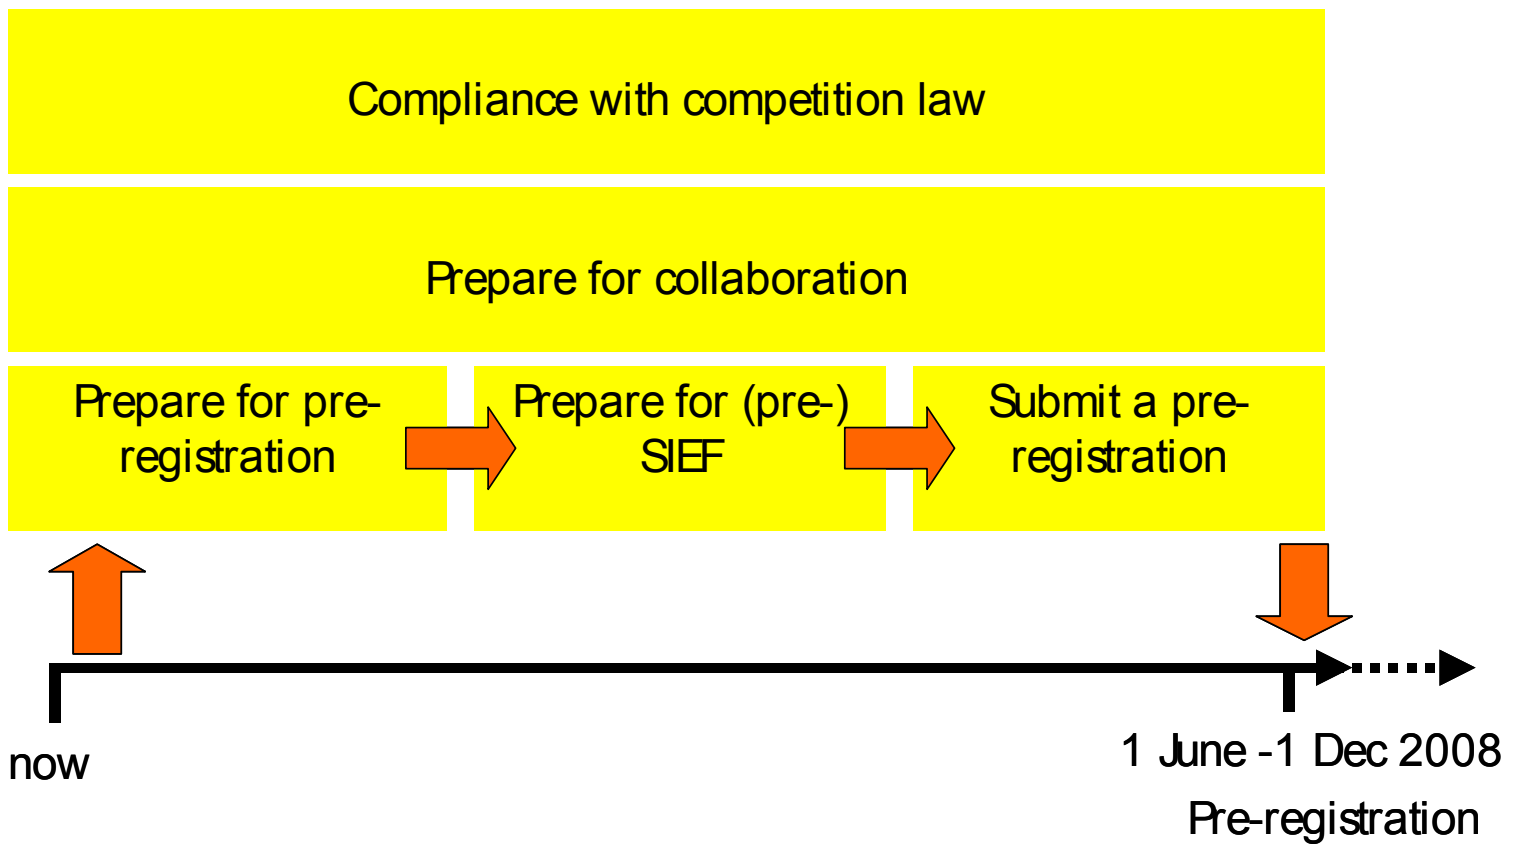 Compliance with competition law
Prepare for collaboration
Prepare for pre-
registration
Prepare for (pre-)
SIEF
Submit a pre-
registration
now
1 June -1 Dec 2008
Pre-registration